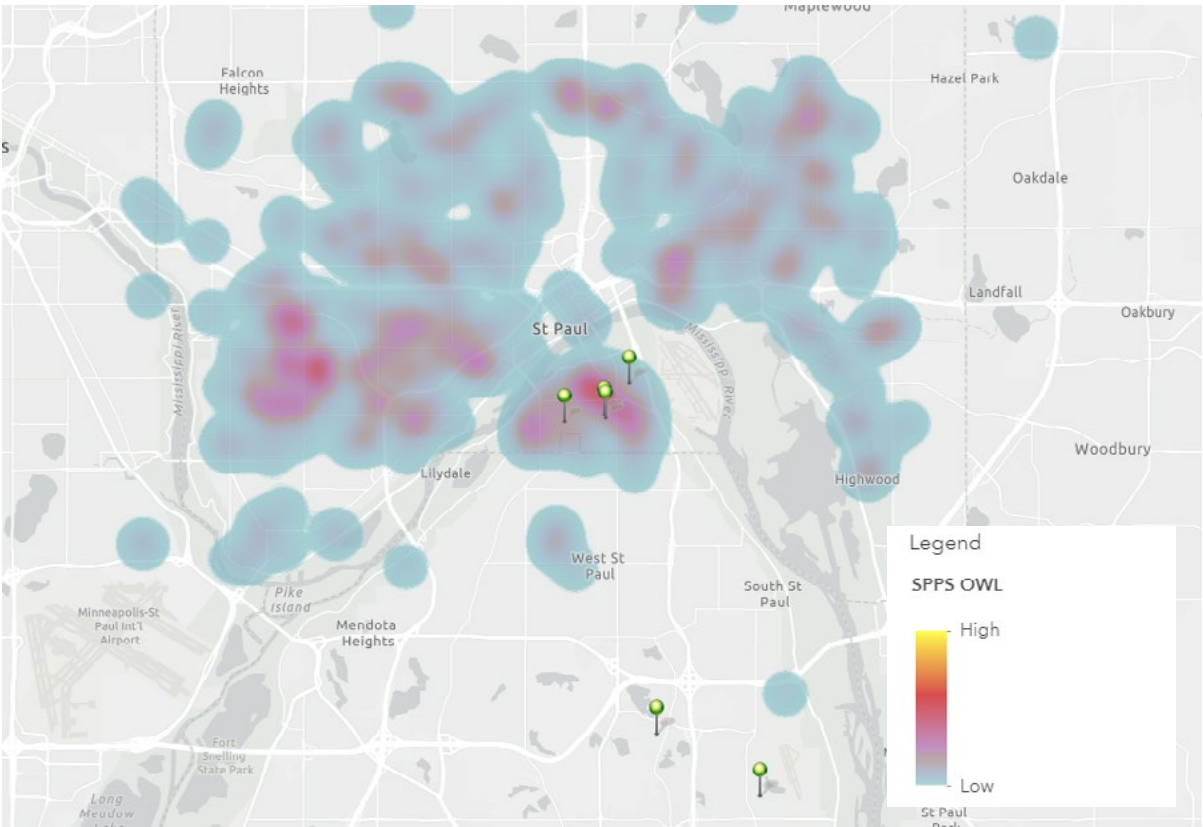 Maplewood
Falcon
Heights
Hazel Park
S
Oakdale
Landfall
Oakbury
St Paul
Mississippi River
Mississippi River
Woodbury
Lilydale
Highwood
Legend
SPPS OWL
High
Low
West St
Paul
South St
Paul
Pike
Island
Minneapolis-St
Paul Int'l
Airport
Mendota
Heights
Fort
Snelling
State Park
Long
Meadow
St Paul